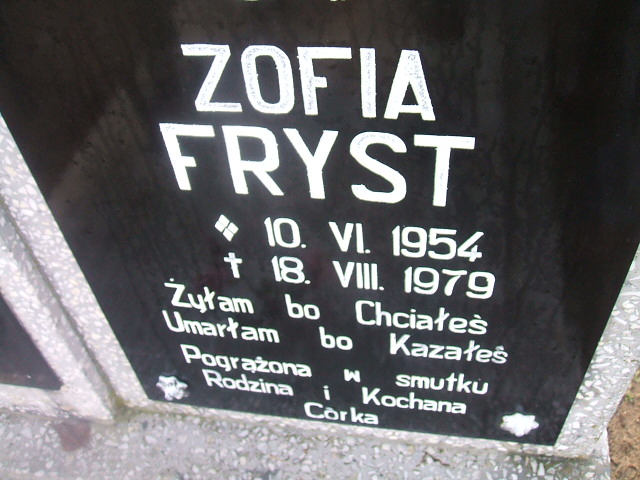 ZOFIA
FRYST
10. VI. 1954
† 18. VIII. 1979
Żyłam bo Chciałeś
Umarłam bo Kazałeś
Pogrążona w smutku
Rodzina i Kochana
Córka